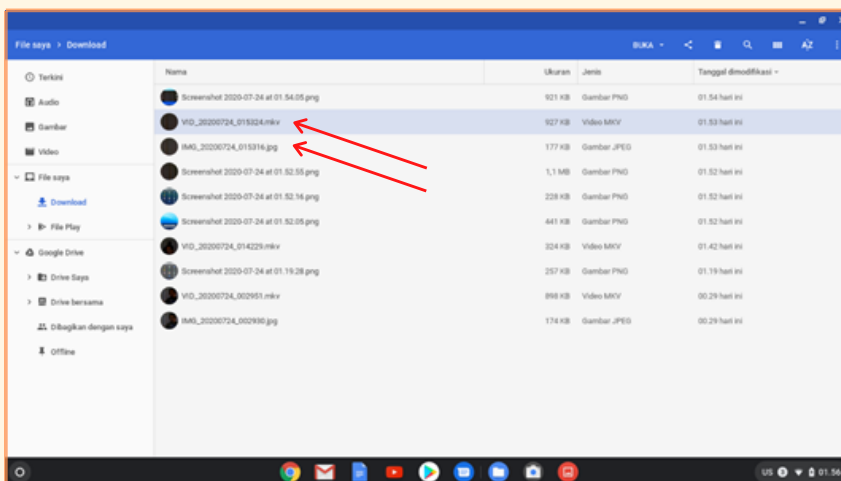 File saya > Download
BUKA
AZ
Terkini
Audio
Gambar
Video
File saya
Download
File Play
Google Drive
Drive Saya
Drive bersama
Dibagikan dengan saya
Offline
Nama Ukuran Jenis Tanggal dimodifikasi
Screenshot 2020-07-24 at 01.54.05.png 921 KB Gambar PNG 01.54 hari ini
VID_20200724_015324.mkv 927 KB Video MKV 01.53 hari ini
IMG_20200724_015316.jpg 177 KB Gambar JPEG 01.53 hari ini
Screenshot 2020-07-24 at 01.52.55.png 1,1 MB Gambar PNG 01.52 hari ini
Screenshot 2020-07-24 at 01.52.16.png 228 KB Gambar PNG 01.52 hari ini
Screenshot 2020-07-24 at 01.52.05.png 441 KB Gambar PNG 01.52 hari ini
VID_20200724_014229.mkv 324 KB Video MKV 01.42 hari ini
Screenshot 2020-07-24 at 01.19.28.png 257 KB Gambar PNG 01.19 hari ini
VID_20200724_002951.mkv 898 KB Video MKV 00.29 hari ini
IMG_20200724_002930.jpg 174 KB Gambar JPEG 00.29 hari ini
US 01.56